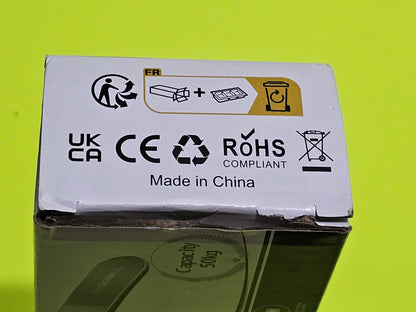 FR
+
UK
CA CE RoHS
COMPLIANT
Made in China
Capacity
50kg